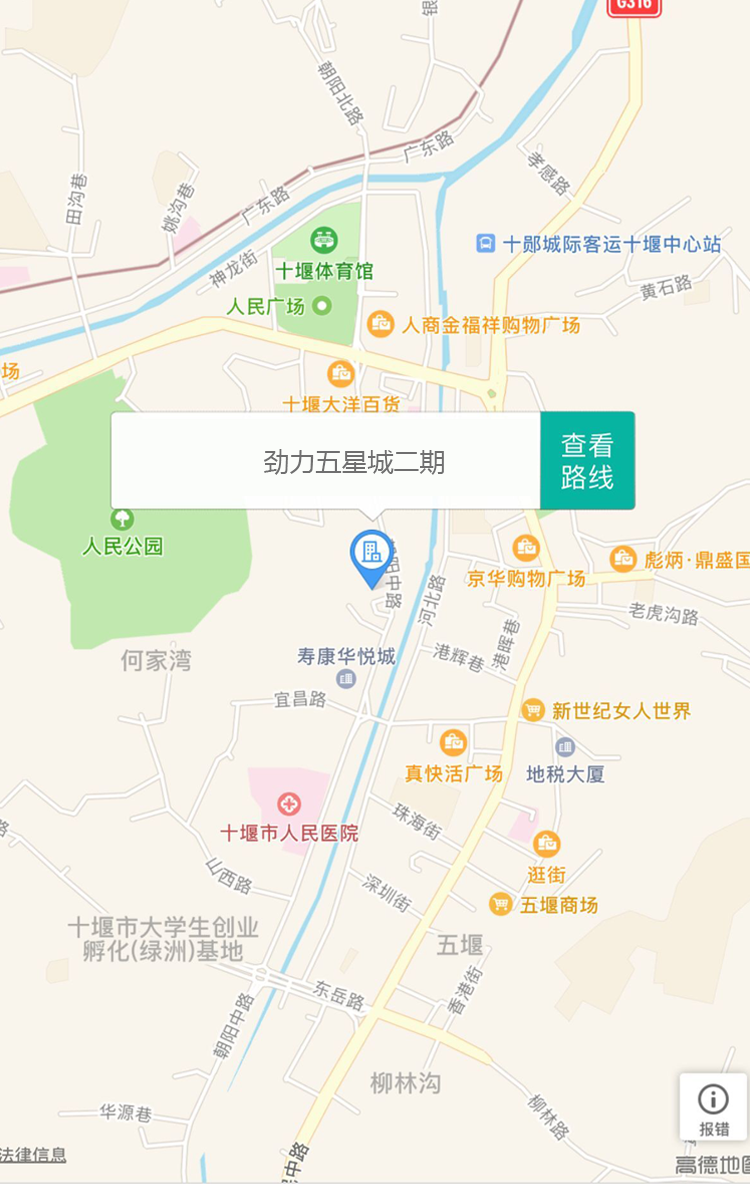 G316
银
朝阳北路
广东路
孝感路
田沟巷
姚沟巷
广东路
十郧城际客运十堰中心站
神龙街
十堰体育馆
黄石路
人民广场
人商金福祥购物广场
场
十堰大洋百货
劲力五星城二期
查看
路线
人民公园
朝阳中路
京华购物广场
彪炳·鼎盛国
河北路
老虎沟路
港晖巷
寿康华悦城
港辉巷
何家湾
宜昌路
新世纪女人世界
真快活广场
地税大厦
十堰市人民医院
珠海街
路
逛街
山西路
深圳街
五堰商场
十堰市大学生创业
孵化(绿洲)基地
五堰
东岳路
香港街
朝阳中路
柳林沟
华源巷
柳林路
报错
法律信息
中路
高德地图